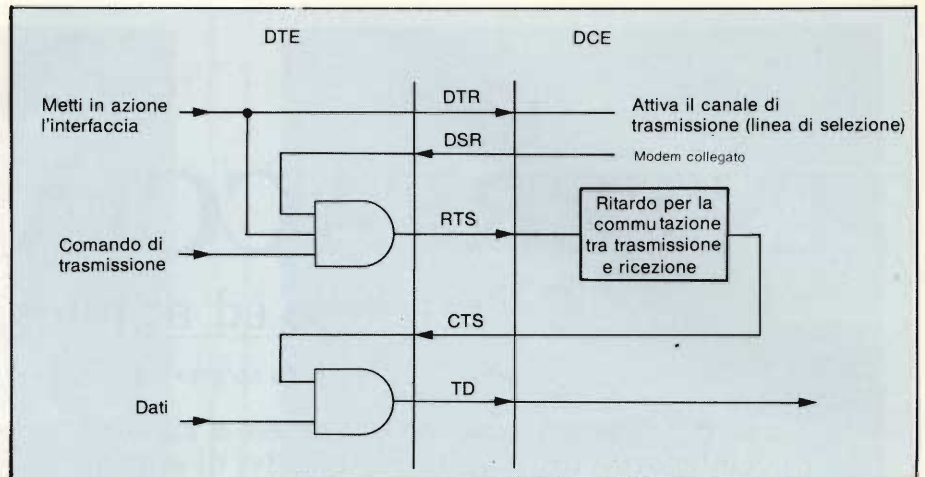 DTE
DCE
Metti in azione
l'interfaccia
DTR
Attiva il canale di
trasmissione (linea di selezione)
DSR
Modem collegato
RTS
Ritardo per la
commutazione
tra trasmissione
e ricezione
Comando di
trasmissione
CTS
Dati
TD